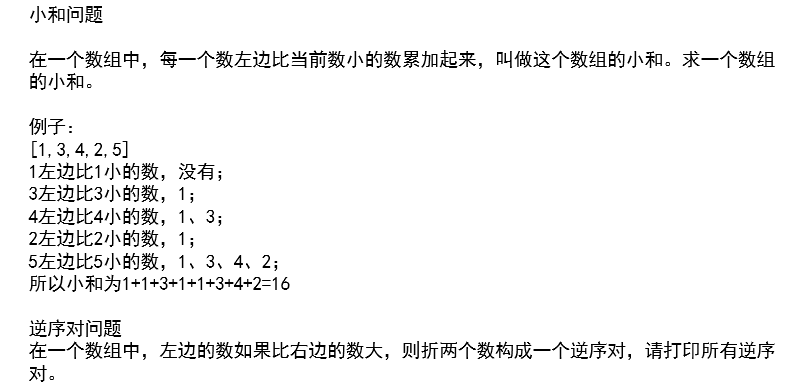 小和问题
在一个数组中，每一个数左边比当前数小的数累加起来，叫做这个数组的小和。求一个数组
的小和。
例子：
[1,3,4,2,5]
1左边比1小的数，没有；
3左边比3小的数，1；
4左边比4小的数，1、3；
2左边比2小的数，1；
5左边比5小的数，1、3、4、2；
所以小和为1+1+3+1+1+3+4+2=16
逆序对问题
在一个数组中，左边的数如果比右边的数大，则折两个数构成一个逆序对，请打印所有逆序
对。